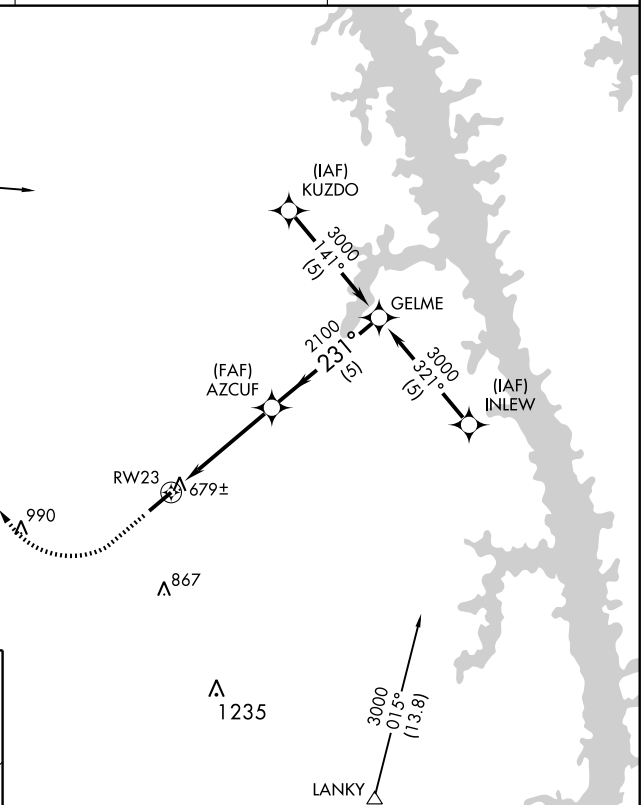 (IAF)
KUZDO
3000
141°
(5)
GELME
2100
231°
(5)
3000
321°
(5)
(IAF)
INLEW
(FAF)
AZCUF
RW23
679±
990
867
1235
3000
015°
(13.8)
LANKY